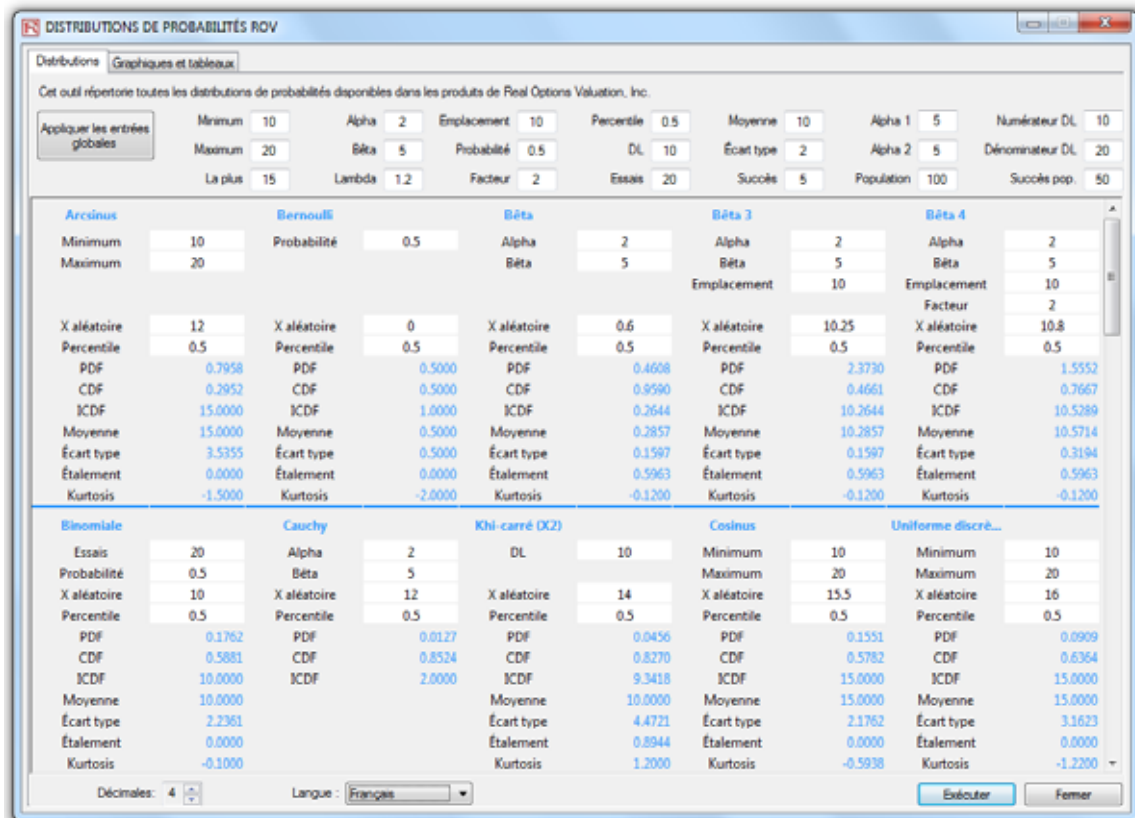 DISTRIBUTIONS DE PROBABILITÉS ROV
Distributions Graphiques et tableaux
Cet outil répertorie toutes les distributions de probabilités disponibles dans les produits de Real Options Valuation, Inc.
Appliquer les entrées globales
Minimum 10 Alpha 2 Emplacement 10 Percentile 0.5 Moyenne 10 Alpha 1 5 Numérateur DL 10
Maximum 20 Bêta 5 Probabilité 0.5 DL 10 Écart type 2 Alpha 2 5 Dénominateur DL 20
La plus 15 Lambda 1.2 Facteur 2 Essais 20 Succès 5 Population 100 Succès pop. 50
Arcsinus Bernoulli Bêta Bêta 3 Bêta 4
Minimum 10 Probabilité 0.5 Alpha 2 Alpha 2 Alpha 2
Maximum 20 Bêta 5 Bêta 5 Bêta 5
Emplacement 10 Emplacement 10
Facteur 2
X aléatoire 12 X aléatoire 0 X aléatoire 0.6 X aléatoire 10.25 X aléatoire 10.8
Percentile 0.5 Percentile 0.5 Percentile 0.5 Percentile 0.5 Percentile 0.5
PDF 0.7958 PDF 0.5000 PDF 0.4608 PDF 2.3730 PDF 1.5552
CDF 0.2952 CDF 0.5000 CDF 0.9590 CDF 0.4661 CDF 0.7667
ICDF 15.0000 ICDF 1.0000 ICDF 0.2644 ICDF 10.2644 ICDF 10.5289
Moyenne 15.0000 Moyenne 0.5000 Moyenne 0.2857 Moyenne 10.2857 Moyenne 10.5714
Écart type 3.5355 Écart type 0.5000 Écart type 0.1597 Écart type 0.1597 Écart type 0.3194
Étalement 0.0000 Étalement 0.0000 Étalement 0.5963 Étalement 0.5963 Étalement 0.5963
Kurtosis -1.5000 Kurtosis -2.0000 Kurtosis -0.1200 Kurtosis -0.1200 Kurtosis -0.1200
Binomiale Cauchy Khi-carré (X2) Cosinus Uniforme discrè...
Essais 20 Alpha 2 DL 10 Minimum 10 Minimum 10
Probabilité 0.5 Bêta 5 Maximum 20 Maximum 20
X aléatoire 10 X aléatoire 12 X aléatoire 14 X aléatoire 15.5 X aléatoire 16
Percentile 0.5 Percentile 0.5 Percentile 0.5 Percentile 0.5 Percentile 0.5
PDF 0.1762 PDF 0.0127 PDF 0.0456 PDF 0.1551 PDF 0.0909
CDF 0.5881 CDF 0.8524 CDF 0.8270 CDF 0.5782 CDF 0.6364
ICDF 10.0000 ICDF 2.0000 ICDF 9.3418 ICDF 15.0000 ICDF 15.0000
Moyenne 10.0000 Moyenne 10.0000 Moyenne 15.0000 Moyenne 15.0000
Écart type 2.2361 Écart type 4.4721 Écart type 2.1762 Écart type 3.1623
Étalement 0.0000 Étalement 0.8944 Étalement 0.0000 Étalement 0.0000
Kurtosis -0.1000 Kurtosis 1.2000 Kurtosis -0.5938 Kurtosis -1.2200
Décimales: 4 Langue : Français Exécuter Fermer